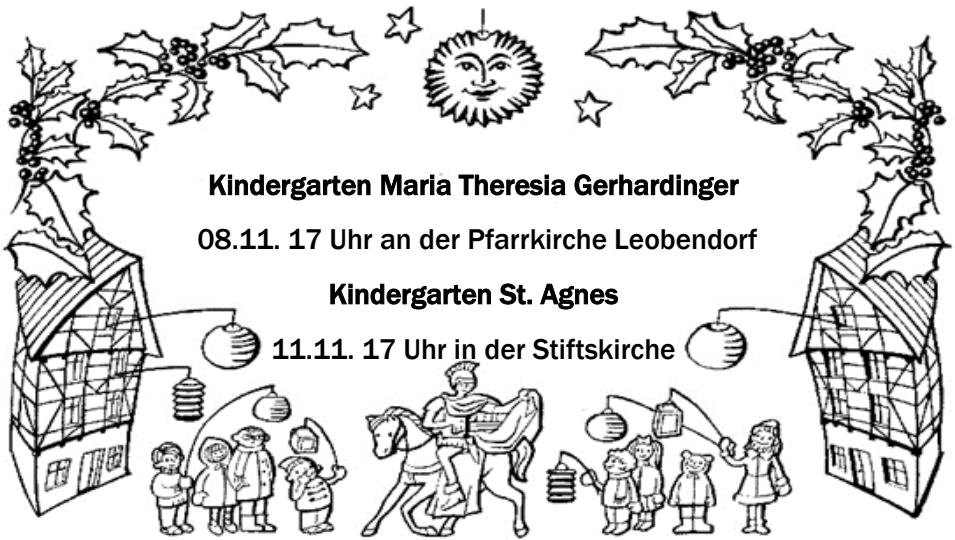 Kindergarten Maria Theresia Gerhardinger
08.11. 17 Uhr an der Pfarrkirche Leobendorf
Kindergarten St. Agnes
11.11. 17 Uhr in der Stiftskirche